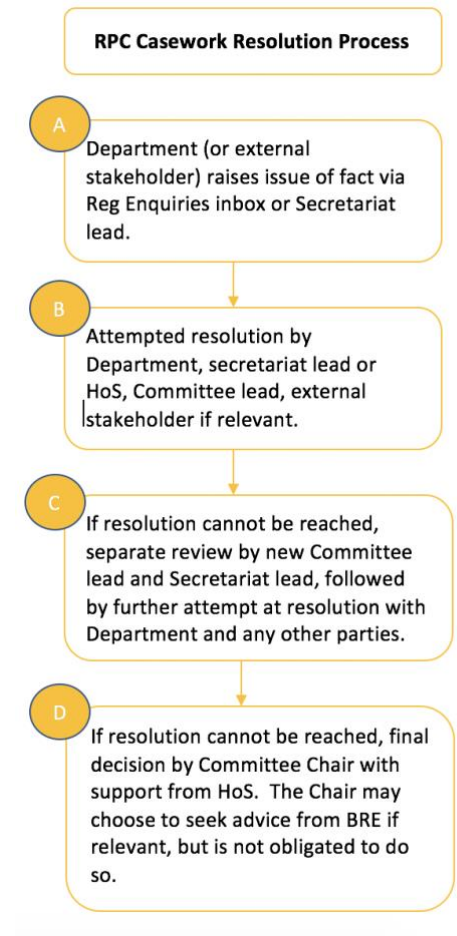 RPC Casework Resolution Process
A
Department (or external
stakeholder) raises issue of fact via
Reg Enquiries inbox or Secretariat
lead.
B
Attempted resolution by
Department, secretariat lead or
HoS, Committee lead, external
stakeholder if relevant.
C
If resolution cannot be reached,
separate review by new Committee
lead and Secretariat lead, followed
by further attempt at resolution with
Department and any other parties.
D
If resolution cannot be reached, final
decision by Committee Chair with
support from HoS.  The Chair may
choose to seek advice from BRE if
relevant, but is not obligated to do
so.